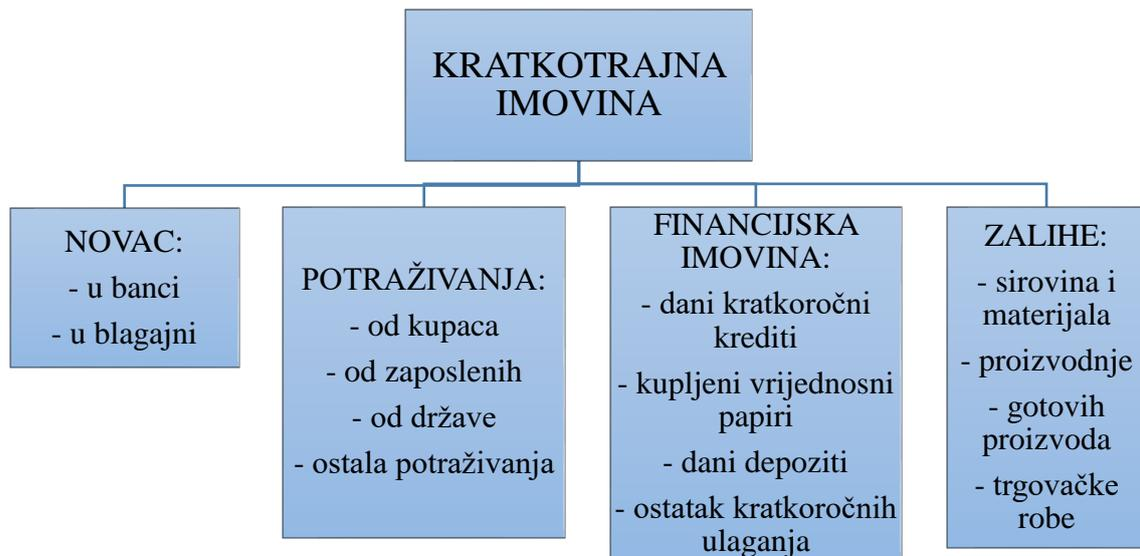 KRATKOTRAJNA
IMOVINA
NOVAC:
- u banci
- u blagajni
POTRAŽIVANJA:
- od kupaca
- od zaposlenih
- od države
- ostala potraživanja
FINANCIJSKA
IMOVINA:
- dani kratkoročni
krediti
- kupljeni vrijednosni
papiri
- dani depoziti
- ostatak kratkoročnih
ulaganja
ZALIHE:
- sirovina i
materijala
- proizvodnje
- gotovih
proizvoda
- trgovačke
robe